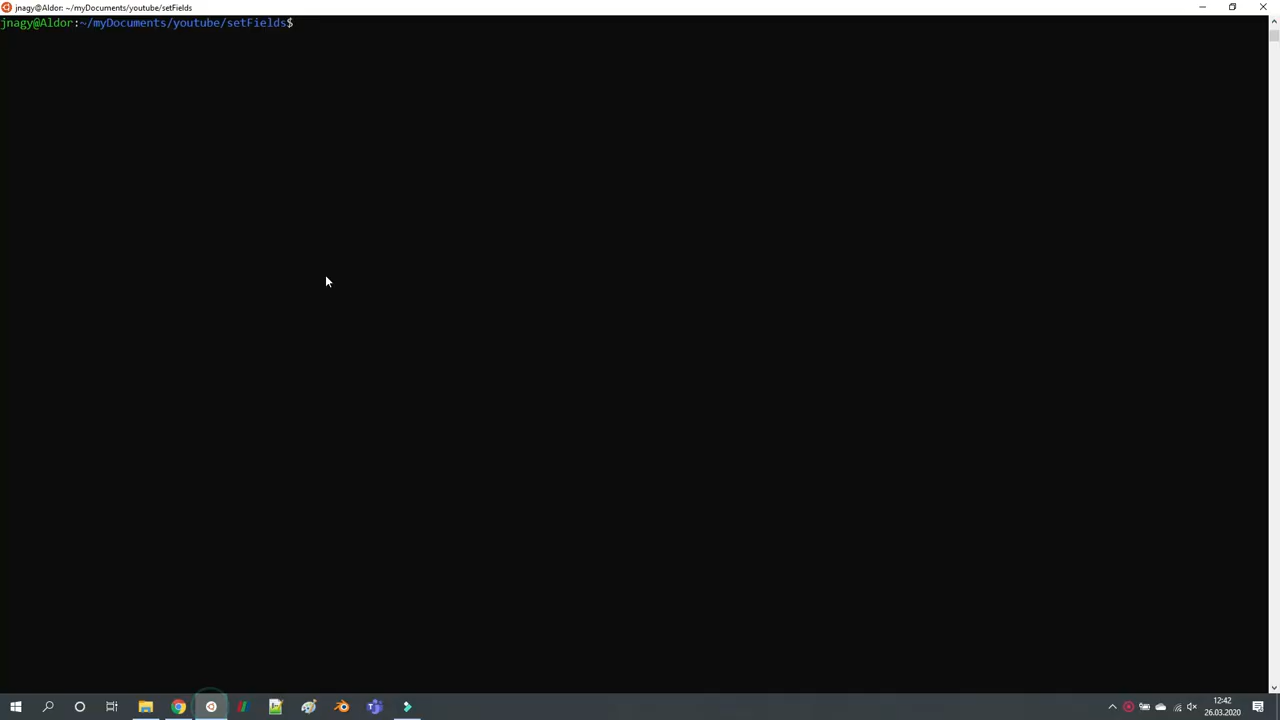 jnagy@Aldor: ~/myDocuments/youtube/setFields
jnagy@Aldor:~/myDocuments/youtube/setFields$
12:42
26.03.2020